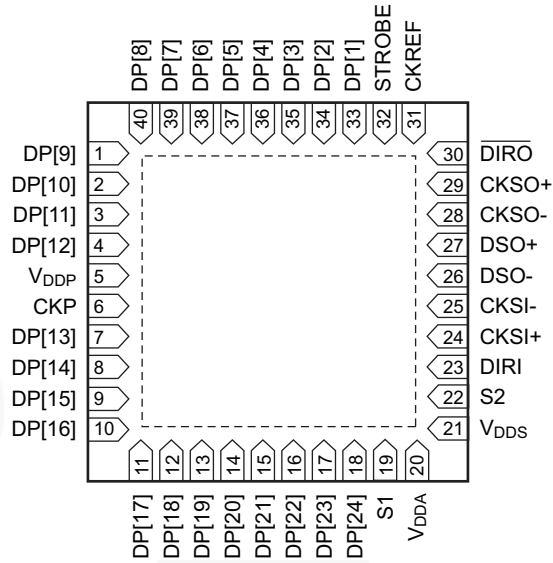 DP[8]
DP[7]
DP[6]
DP[5]
DP[4]
DP[3]
DP[2]
DP[1]
STROBE
CKREF
40
39
38
37
36
35
34
33
32
31
DP[9] 1
DP[10] 2
DP[11] 3
DP[12] 4
VDDP 5
CKP 6
DP[13] 7
DP[14] 8
DP[15] 9
DP[16] 10
30 DIRO
29 CKSO+
28 CKSO-
27 DSO+
26 DSO-
25 CKSI-
24 CKSI+
23 DIRI
22 S2
21 VDDS
11
12
13
14
15
16
17
18
19
20
DP[17]
DP[18]
DP[19]
DP[20]
DP[21]
DP[22]
DP[23]
DP[24]
S1
VDDA